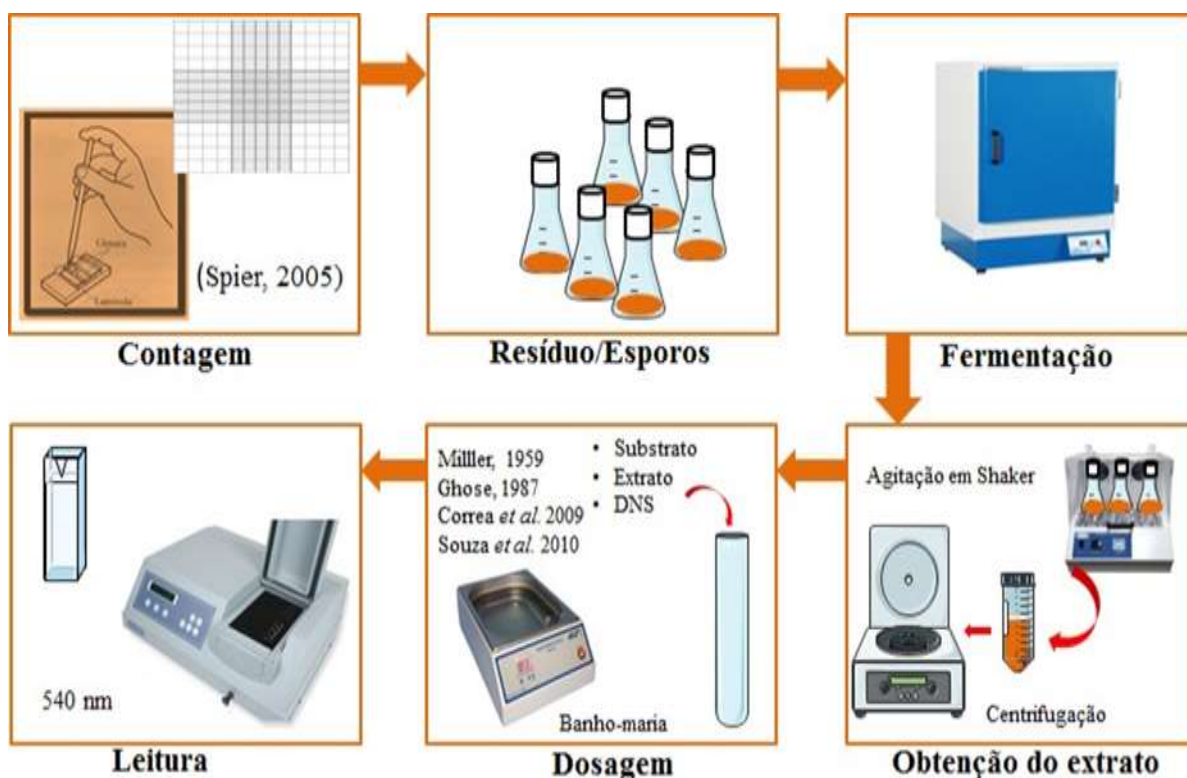 (Spier, 2005)
Lamínula
Contagem
Resíduo/Esporos
Fermentação
Agitação em Shaker
Centrifugação
Obtenção do extrato
Milller, 1959
Ghose, 1987
Correa et al. 2009
Souza et al. 2010
• Substrato
• Extrato
• DNS
Banho-maria
Dosagem
540 nm
Leitura